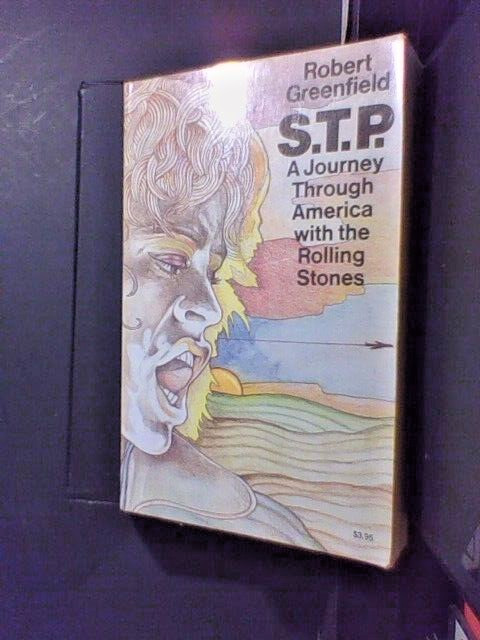 Robert
Greenfield
S.T.P.
A Journey
Through
America
with the
Rolling
Stones
$3.95